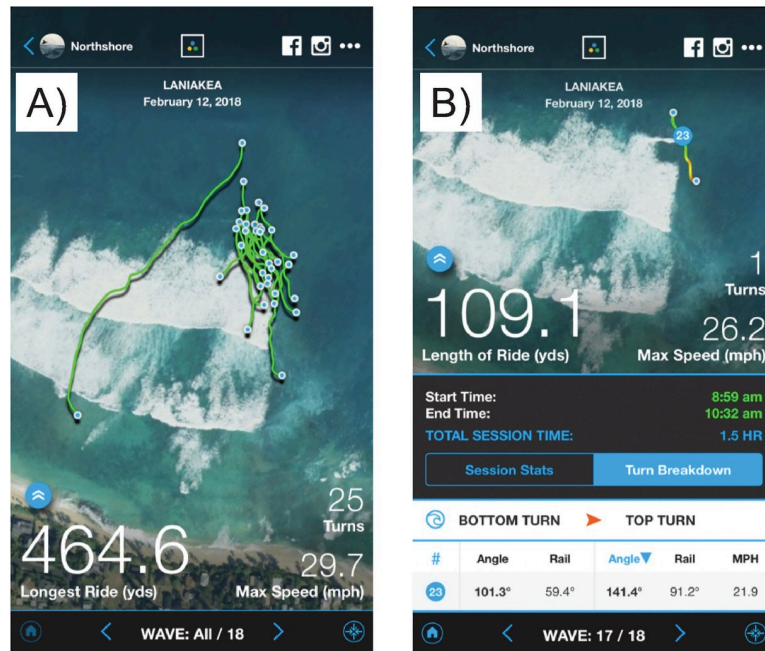 A)
Northshore
LANIAKEA
February 12, 2018
25
Turns
464.6
Longest Ride (yds)
29.7
Max Speed (mph)
WAVE: All / 18
B)
Northshore
LANIAKEA
February 12, 2018
23
1
Turns
109.1
Length of Ride (yds)
26.2
Max Speed (mph)
Start Time: 8:59 am
End Time: 10:32 am
TOTAL SESSION TIME: 1.5 HR
Session Stats Turn Breakdown
BOTTOM TURN TOP TURN
# Angle Rail Angle▼ Rail MPH
23 101.3° 59.4° 141.4° 91.2° 21.9
WAVE: 17 / 18